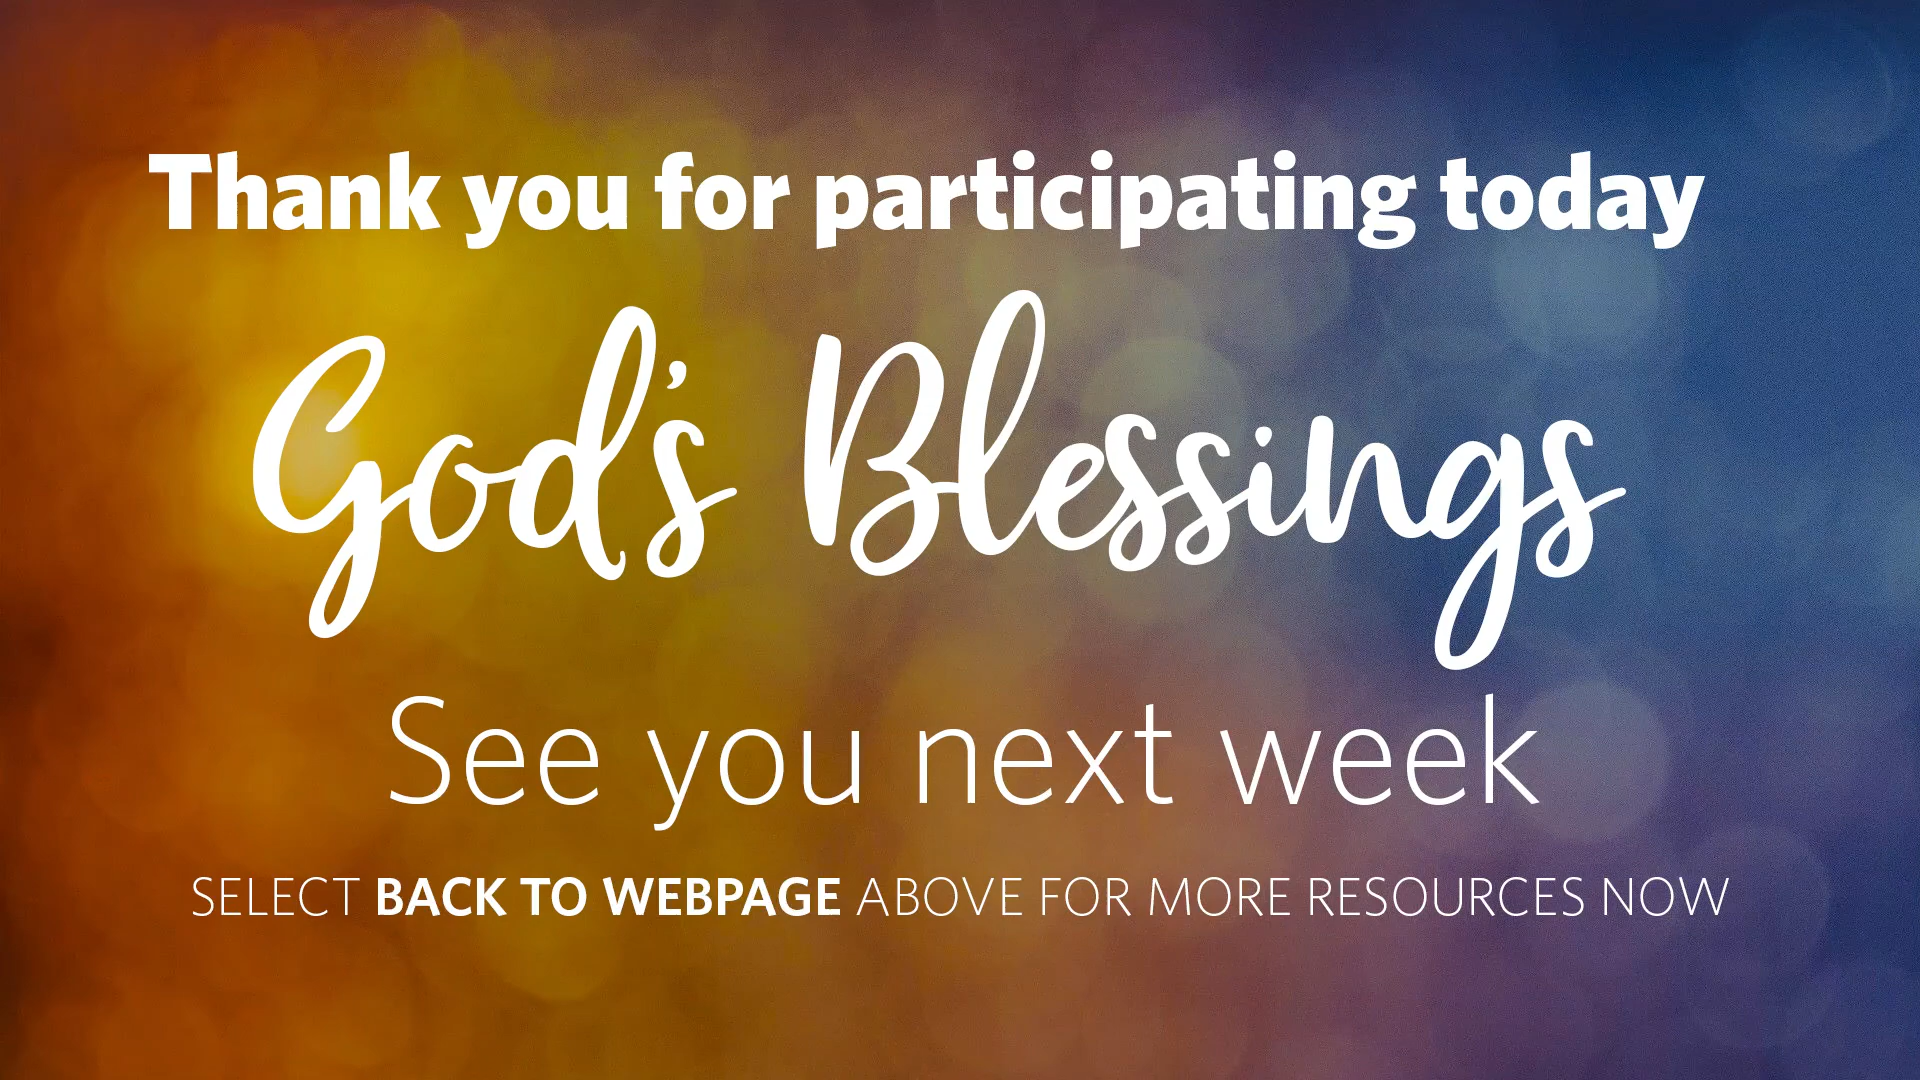 Thank you for participating today
God's Blessings
See you next week
SELECT BACK TO WEBPAGE ABOVE FOR MORE RESOURCES NOW